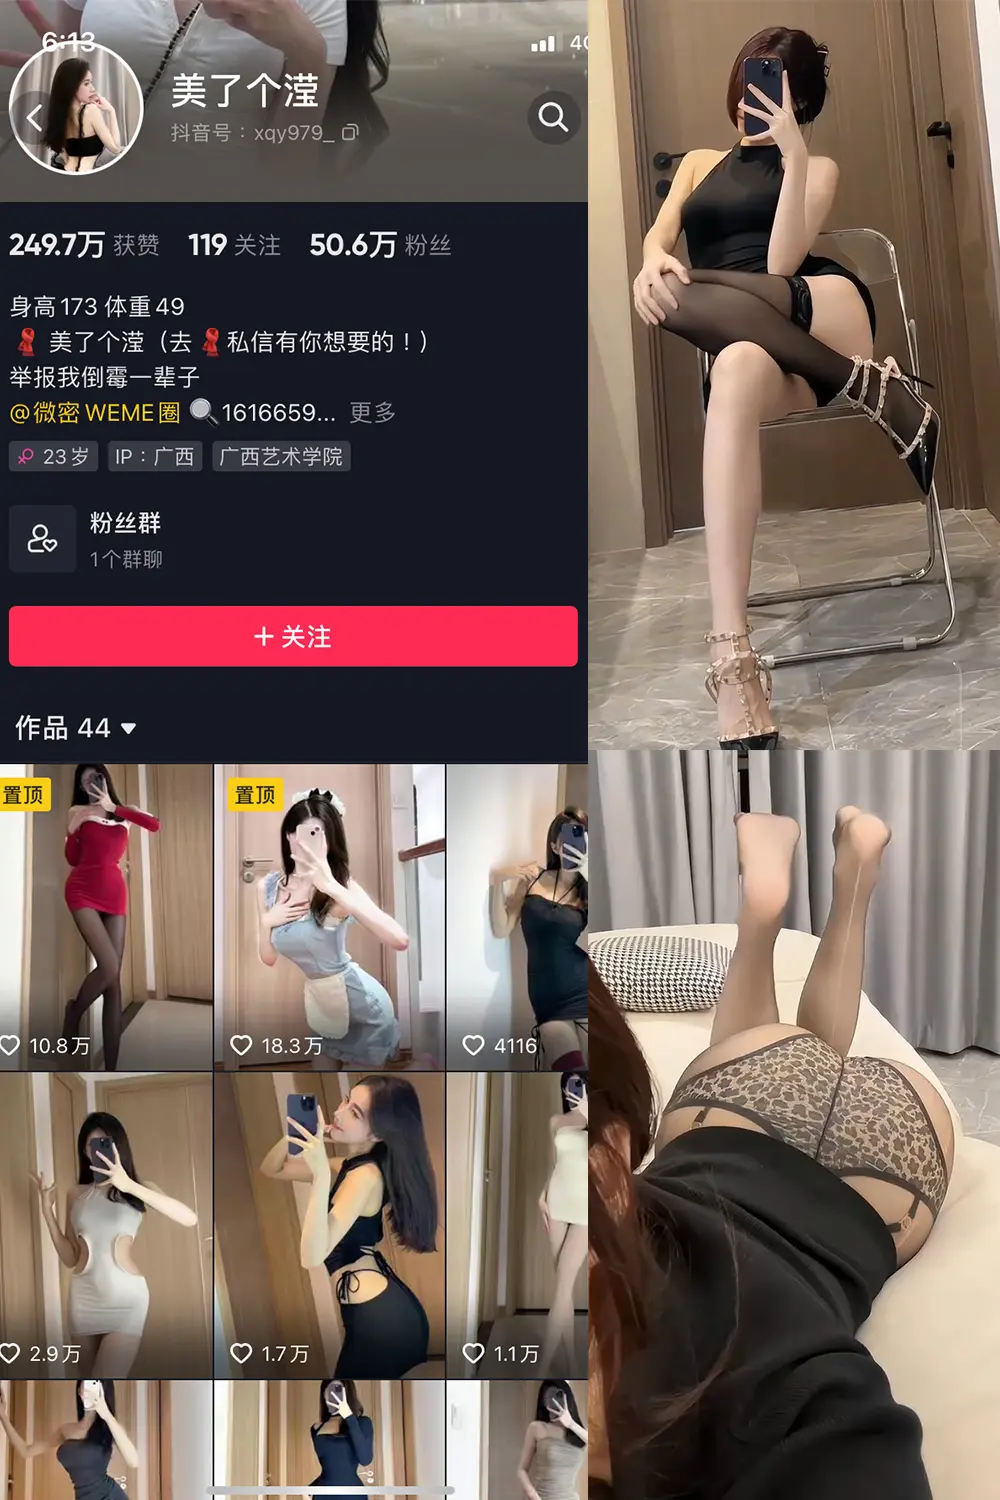 6:13
4G
美了个滢
抖音号：xqy979_
249.7万 获赞 119 关注 50.6万 粉丝
身高173 体重49
美了个滢（去 私信有你想要的！）
举报我倒霉一辈子
@微密 WEME圈 1616659... 更多
23岁 IP：广西 广西艺术学院
粉丝群
1个群聊
+ 关注
作品 44
置顶 置顶
10.8万 18.3万 4116
2.9万 1.7万 1.1万